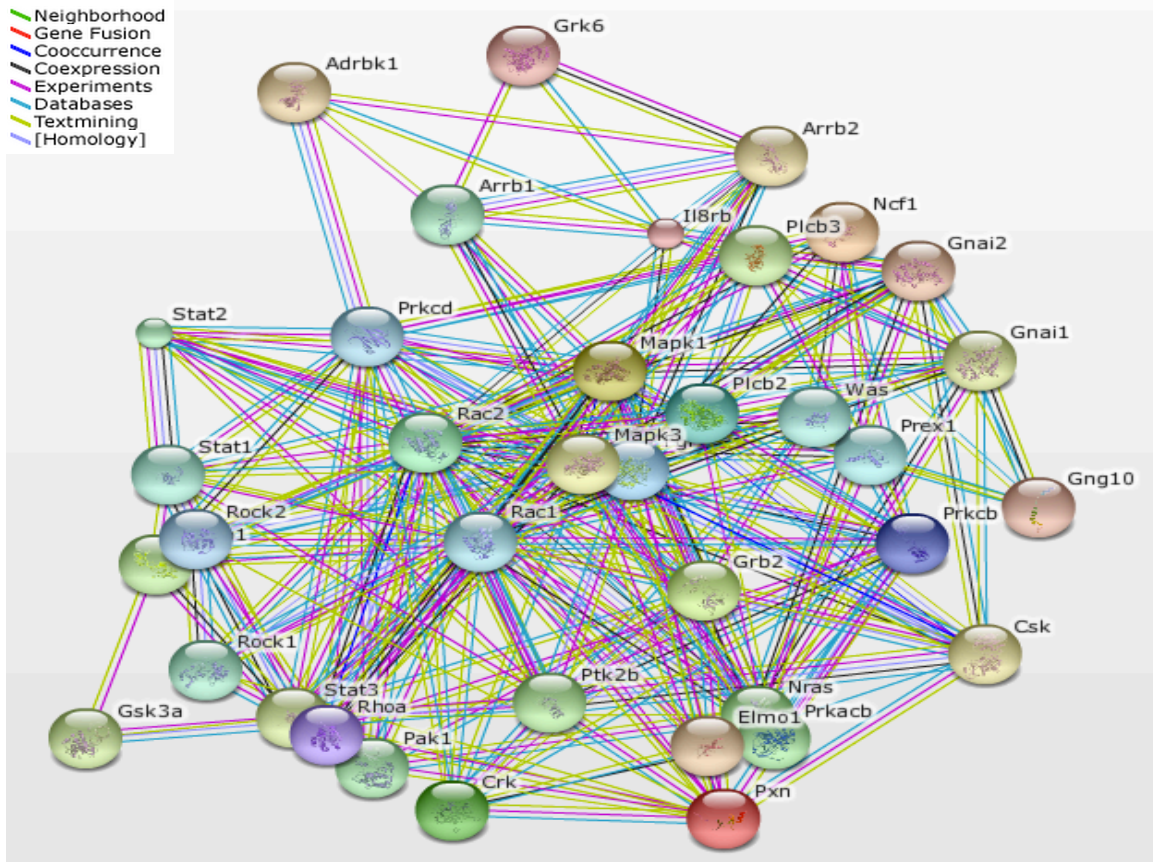 Neighborhood
Gene Fusion
Cooccurrence
Coexpression
Experiments
Databases
Textmining
[Homology]
Grk6
Adrbk1
Arrb2
Arrb1
Ncf1
Il8rb
Plcb3
Gnai2
Stat2
Prkcd
Gnai1
Mapk1
Plcb2
Was
Rac2
Prex1
Mapk3
Stat1
Gng10
Rock2
Rac1
Prkcb
1
Grb2
Csk
Rock1
Ptk2b
Stat3
Nras
Gsk3a
Rhoa
Prkacb
Elmo1
Pak1
Crk
Pxn